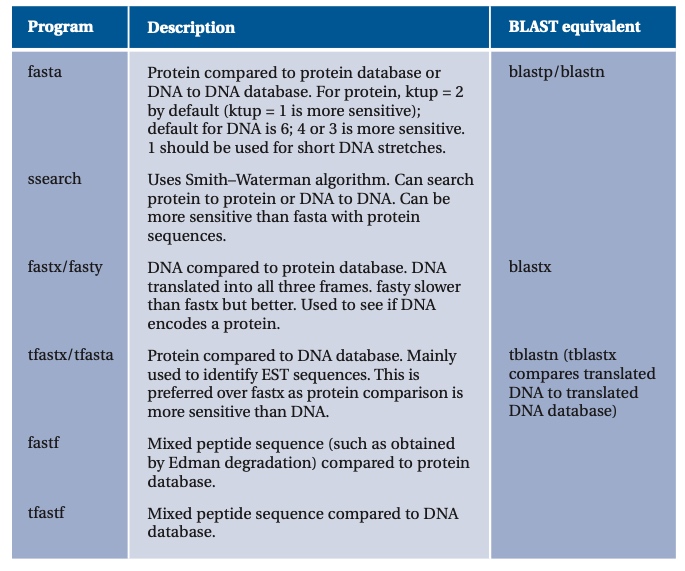 Program Description BLAST equivalent
fasta Protein compared to protein database or blastp/blastn
DNA to DNA database. For protein, ktup = 2
by default (ktup = 1 is more sensitive);
default for DNA is 6; 4 or 3 is more sensitive.
1 should be used for short DNA stretches.
ssearch Uses Smith–Waterman algorithm. Can search
protein to protein or DNA to DNA. Can be
more sensitive than fasta with protein
sequences.
fastx/fasty DNA compared to protein database. DNA blastx
translated into all three frames. fasty slower
than fastx but better. Used to see if DNA
encodes a protein.
tfastx/tfasta Protein compared to DNA database. Mainly tblastn (tblastx
used to identify EST sequences. This is compares translated
preferred over fastx as protein comparison is DNA to translated
more sensitive than DNA. DNA database)
fastf Mixed peptide sequence (such as obtained
by Edman degradation) compared to protein
database.
tfastf Mixed peptide sequence compared to DNA
database.